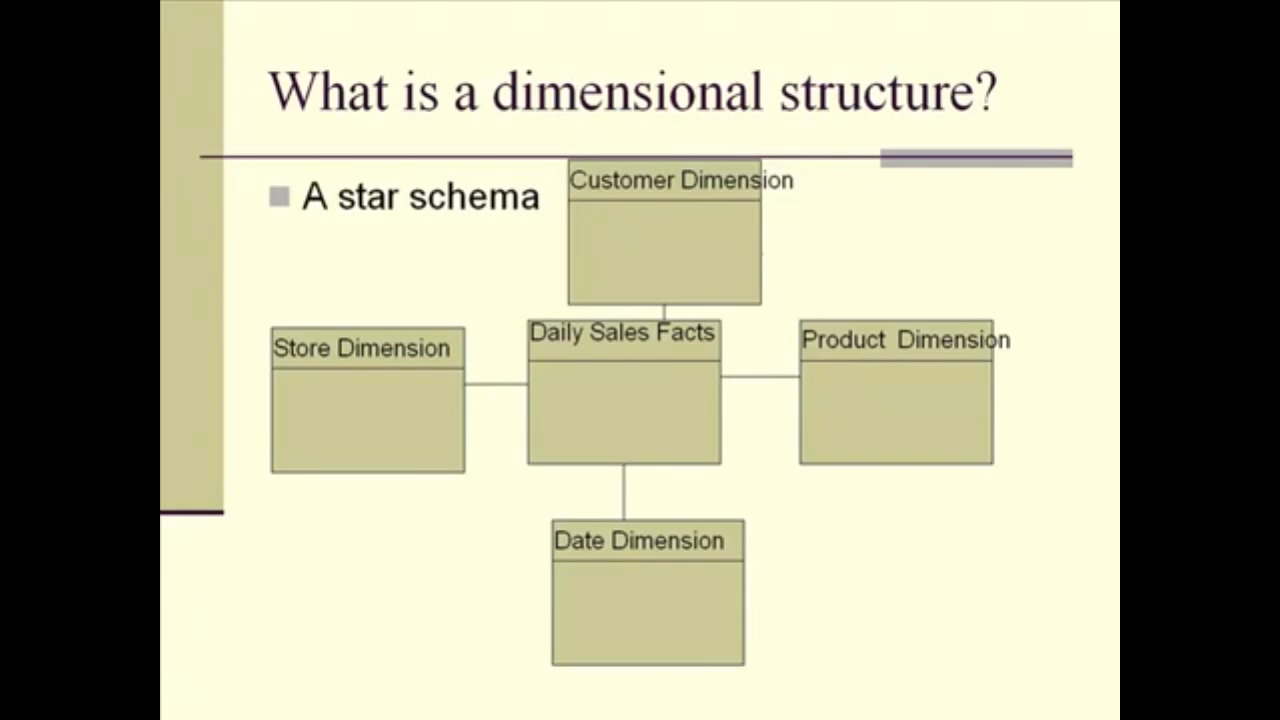 What is a dimensional structure?
A star schema
Customer Dimension
Store Dimension
Daily Sales Facts
Product Dimension
Date Dimension